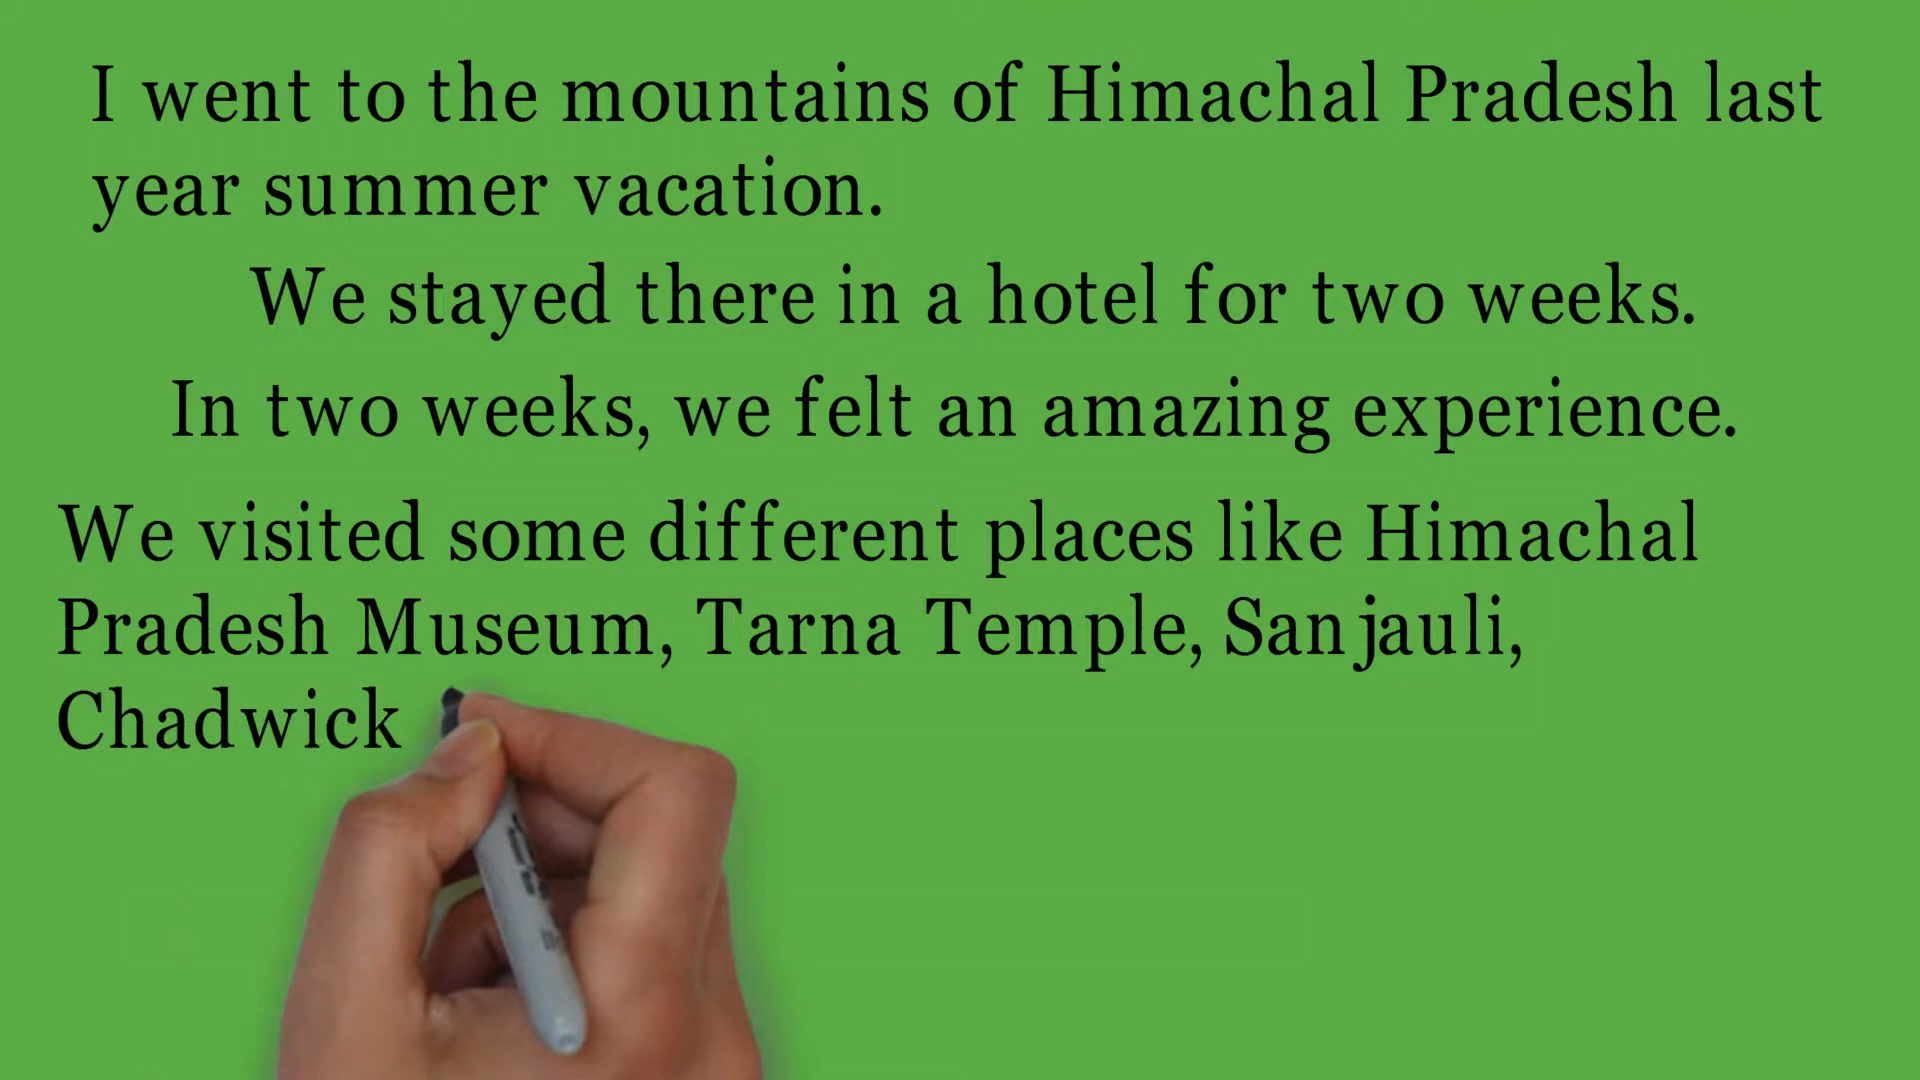 I went to the mountains of Himachal Pradesh last
year summer vacation.
We stayed there in a hotel for two weeks.
In two weeks, we felt an amazing experience.
We visited some different places like Himachal
Pradesh Museum, Tarna Temple, Sanjauli,
Chadwick